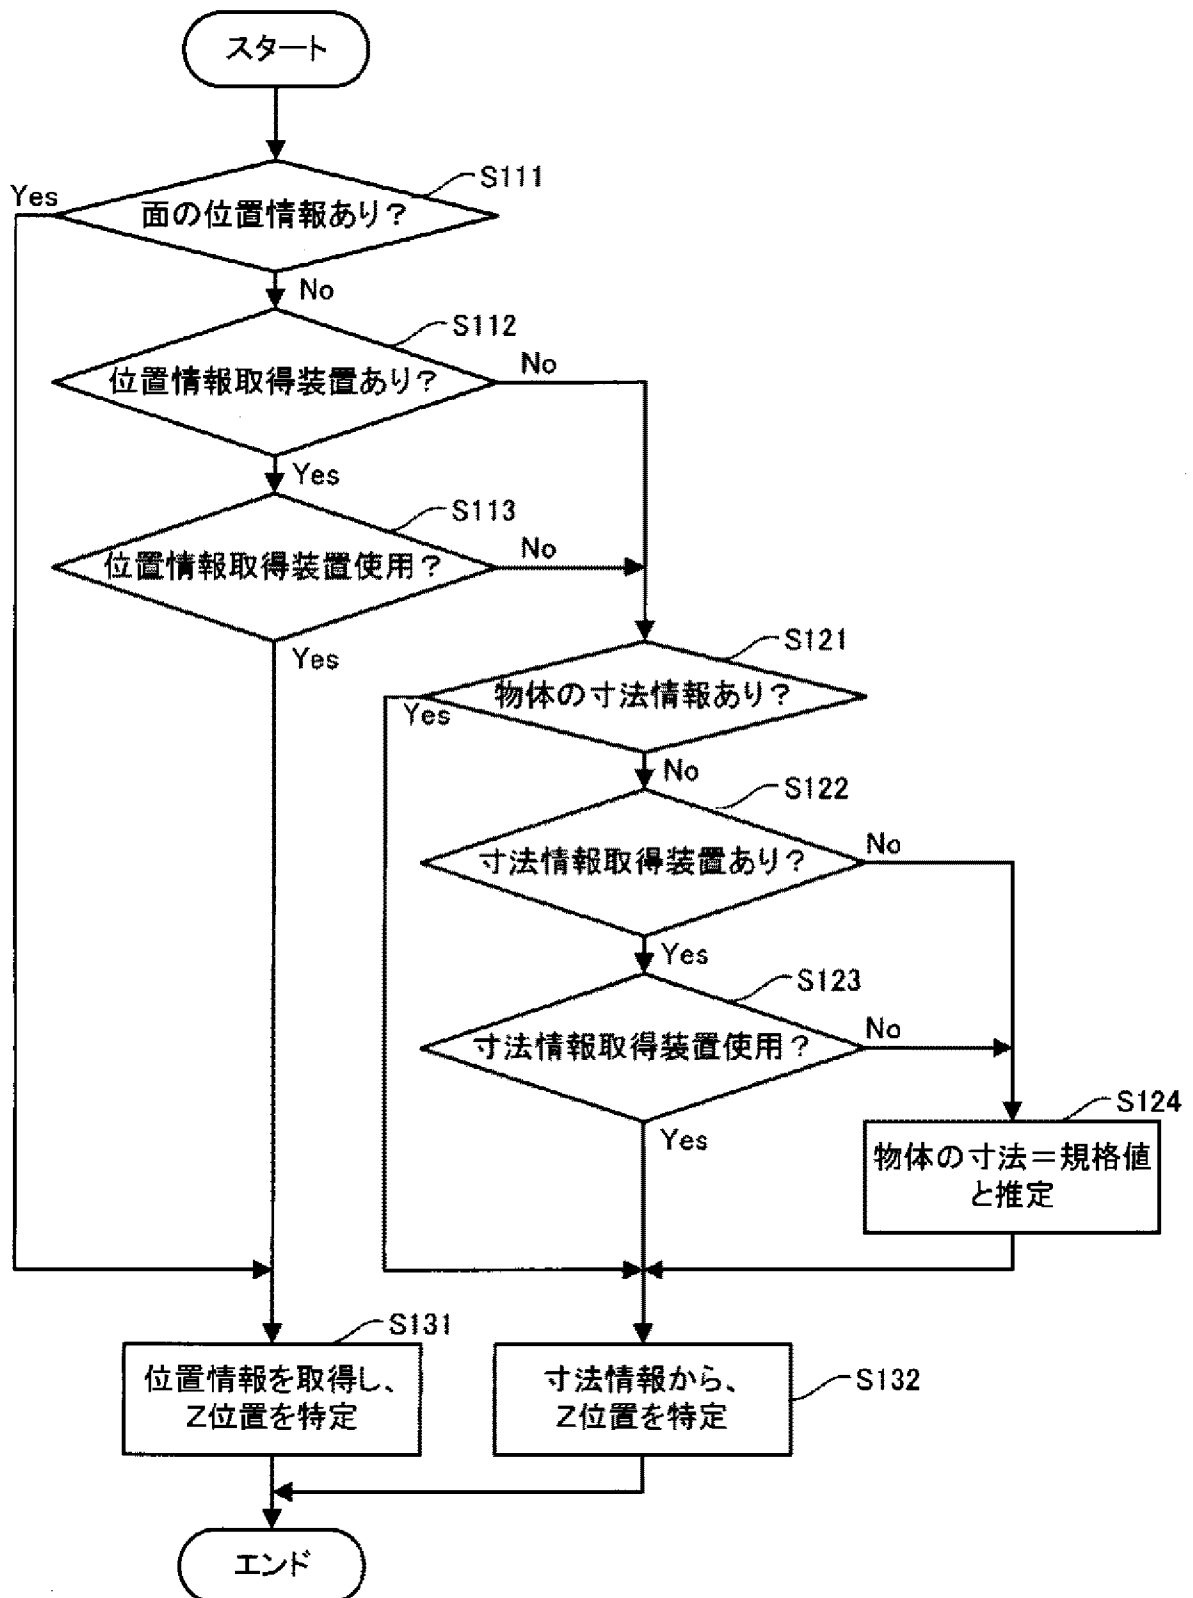 スタート
S111
Yes
面の位置情報あり？
No
S112
位置情報取得装置あり？
No
Yes
S113
位置情報取得装置使用？
No
Yes
S121
物体の寸法情報あり？
Yes
No
S122
寸法情報取得装置あり？
No
Yes
S123
寸法情報取得装置使用？
No
Yes
S124
物体の寸法＝規格値
と推定
S131
位置情報を取得し、
Z位置を特定
寸法情報から、
Z位置を特定
S132
エンド